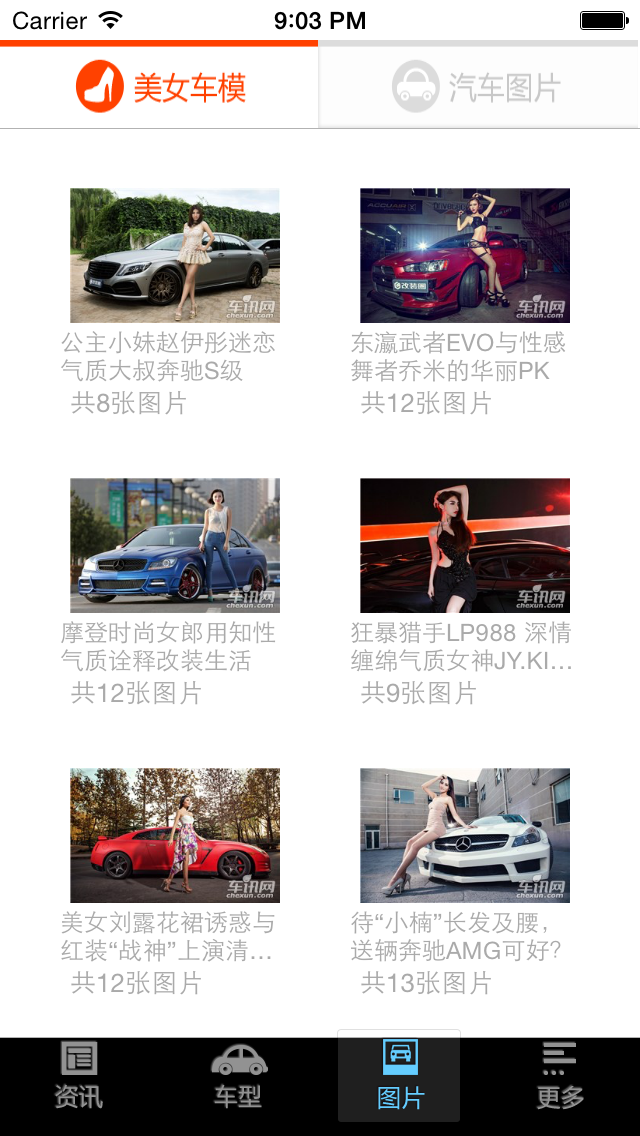 Carrier 9:03 PM
美女车模 汽车图片
车讯网 chexun.com
ACCUAIR
改装圈
车讯网 chexun.com
公主小妹赵伊彤迷恋
气质大叔奔驰S级
共8张图片
东瀛武者EVO与性感
舞者乔米的华丽PK
共12张图片
车讯网 chexun.com
车讯网 chexun.com
摩登时尚女郎用知性
气质诠释改装生活
共12张图片
狂暴猎手LP988 深情
缠绵气质女神JY.KI...
共9张图片
车讯网 chexun.com
车讯网 chexun.com
美女刘露花裙诱惑与
红装“战神”上演清...
共12张图片
待“小楠”长发及腰，
送辆奔驰AMG可好？
共13张图片
资讯 车型 图片 更多